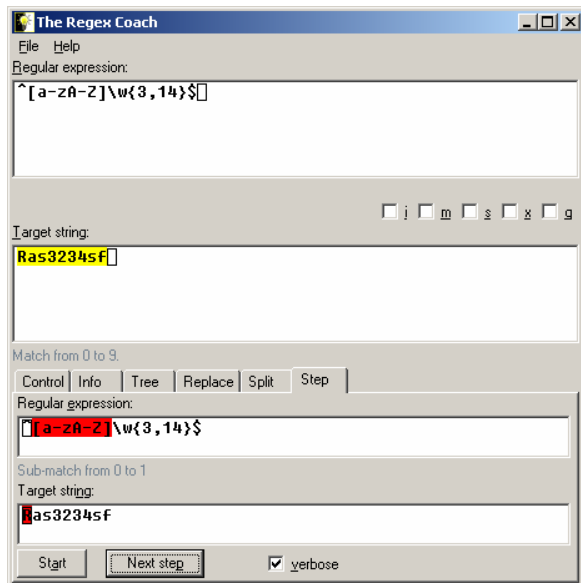 The Regex Coach
File Help
Regular expression:
^[a-zA-Z]\w{3,14}$
i m s x g
Target string:
Ras3234sf
Match from 0 to 9.
Control Info Tree Replace Split Step
Regular expression:
^[a-zA-Z]\w{3,14}$
Sub-match from 0 to 1
Target string:
Ras3234sf
Start Next step verbose